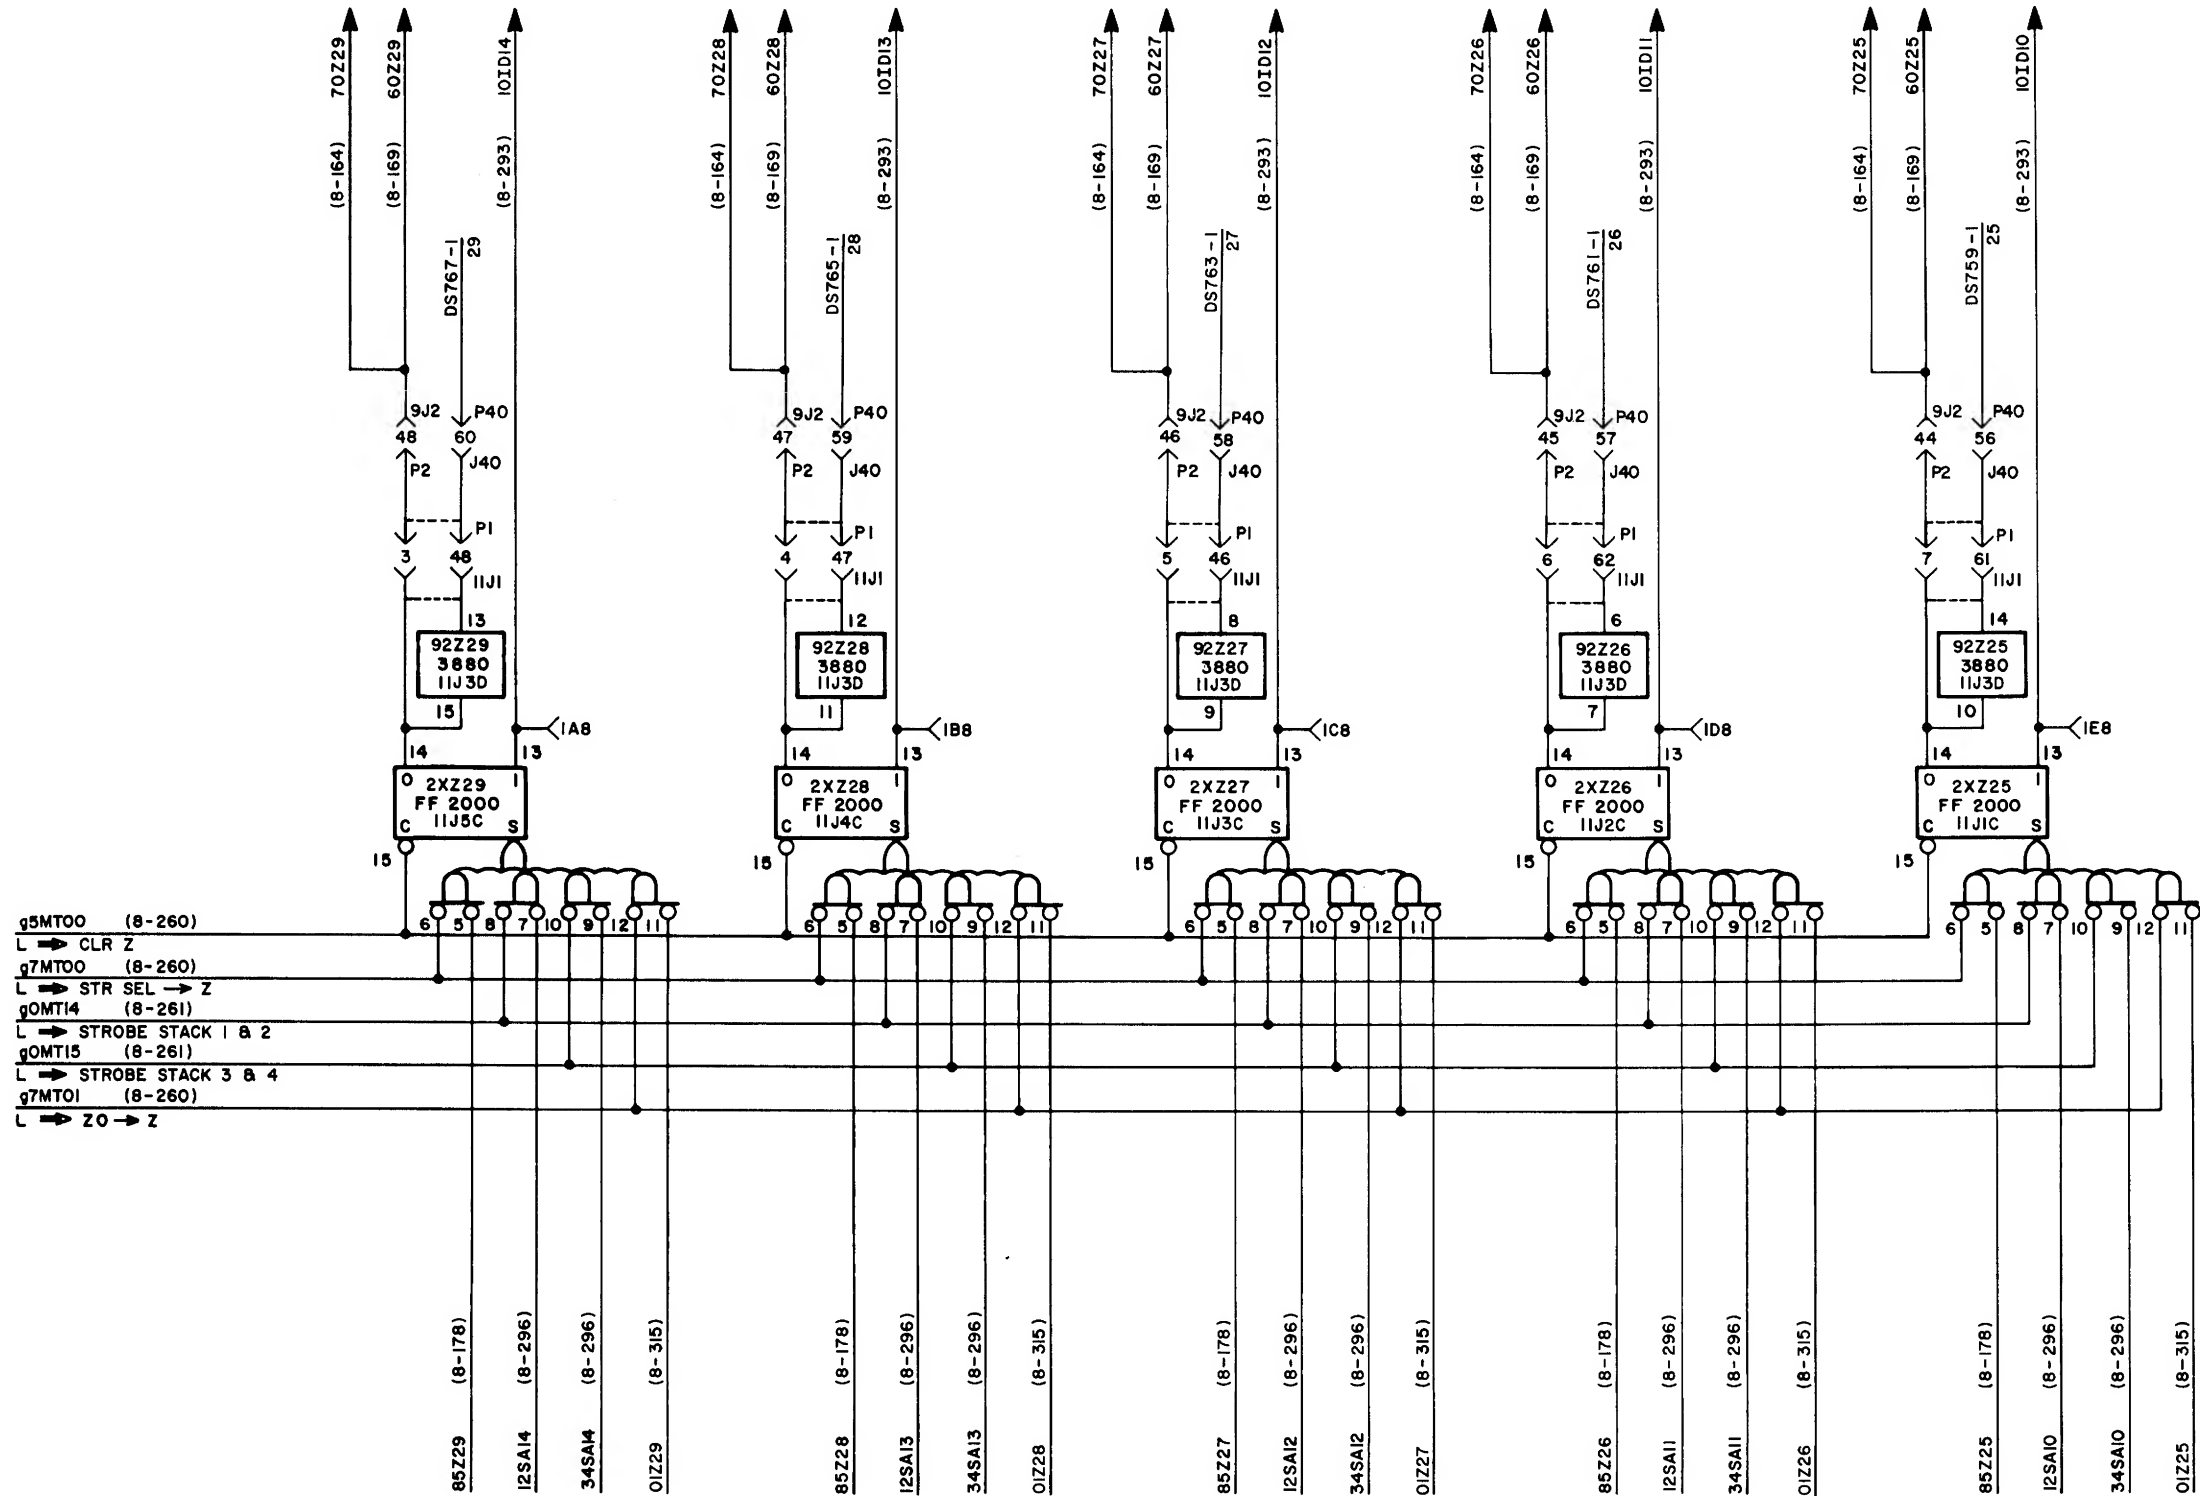 70Z29
(8-164)
60Z29
(8-169)
10ID14
(8-293)
70Z28
(8-164)
60Z28
(8-169)
10ID13
(8-293)
70Z27
(8-164)
60Z27
(8-169)
10ID12
(8-293)
70Z26
(8-164)
60Z26
(8-169)
10ID11
(8-293)
70Z25
(8-164)
60Z25
(8-169)
10ID10
(8-293)
DS767-1
29
DS765-1
28
DS763-1
27
DS761-1
26
DS759-1
25
9J2 P40
48 60
P2 J40
P1
3 48
11J1
13
92Z29
3880
11J3D
15
1A8
14 13
0 1
2XZ29
FF 2000
11J5C
C S
15
6 5 8 7 10 9 12 11
9J2 P40
47 59
P2 J40
P1
4 47
11J1
12
92Z28
3880
11J3D
11
1B8
14 13
0 1
2XZ28
FF 2000
11J4C
C S
15
6 5 8 7 10 9 12 11
9J2 P40
46 58
P2 J40
P1
5 46
11J1
8
92Z27
3880
11J3D
9
1C8
14 13
0 1
2XZ27
FF 2000
11J3C
C S
15
6 5 8 7 10 9 12 11
9J2 P40
45 57
P2 J40
P1
6 62
11J1
6
92Z26
3880
11J3D
7
1D8
14 13
0 1
2XZ26
FF 2000
11J2C
C S
15
6 5 8 7 10 9 12 11
9J2 P40
44 56
P2 J40
P1
7 61
11J1
14
92Z25
3880
11J3D
10
1E8
14 13
0 1
2XZ25
FF 2000
11J1C
C S
15
6 5 8 7 10 9 12 11
g5MT00 (8-260)
L ➡ CLR Z
g7MT00 (8-260)
L ➡ STR SEL → Z
g0MT14 (8-261)
L ➡ STROBE STACK 1 & 2
g0MT15 (8-261)
L ➡ STROBE STACK 3 & 4
g7MT01 (8-260)
L ➡ Z0 → Z
85Z29 (8-178)
12SA14 (8-296)
34SA14 (8-296)
01Z29 (8-315)
85Z28 (8-178)
12SA13 (8-296)
34SA13 (8-296)
01Z28 (8-315)
85Z27 (8-178)
12SA12 (8-296)
34SA12 (8-296)
01Z27 (8-315)
85Z26 (8-178)
12SA11 (8-296)
34SA11 (8-296)
01Z26 (8-315)
85Z25 (8-178)
12SA10 (8-296)
34SA10 (8-296)
01Z25 (8-315)